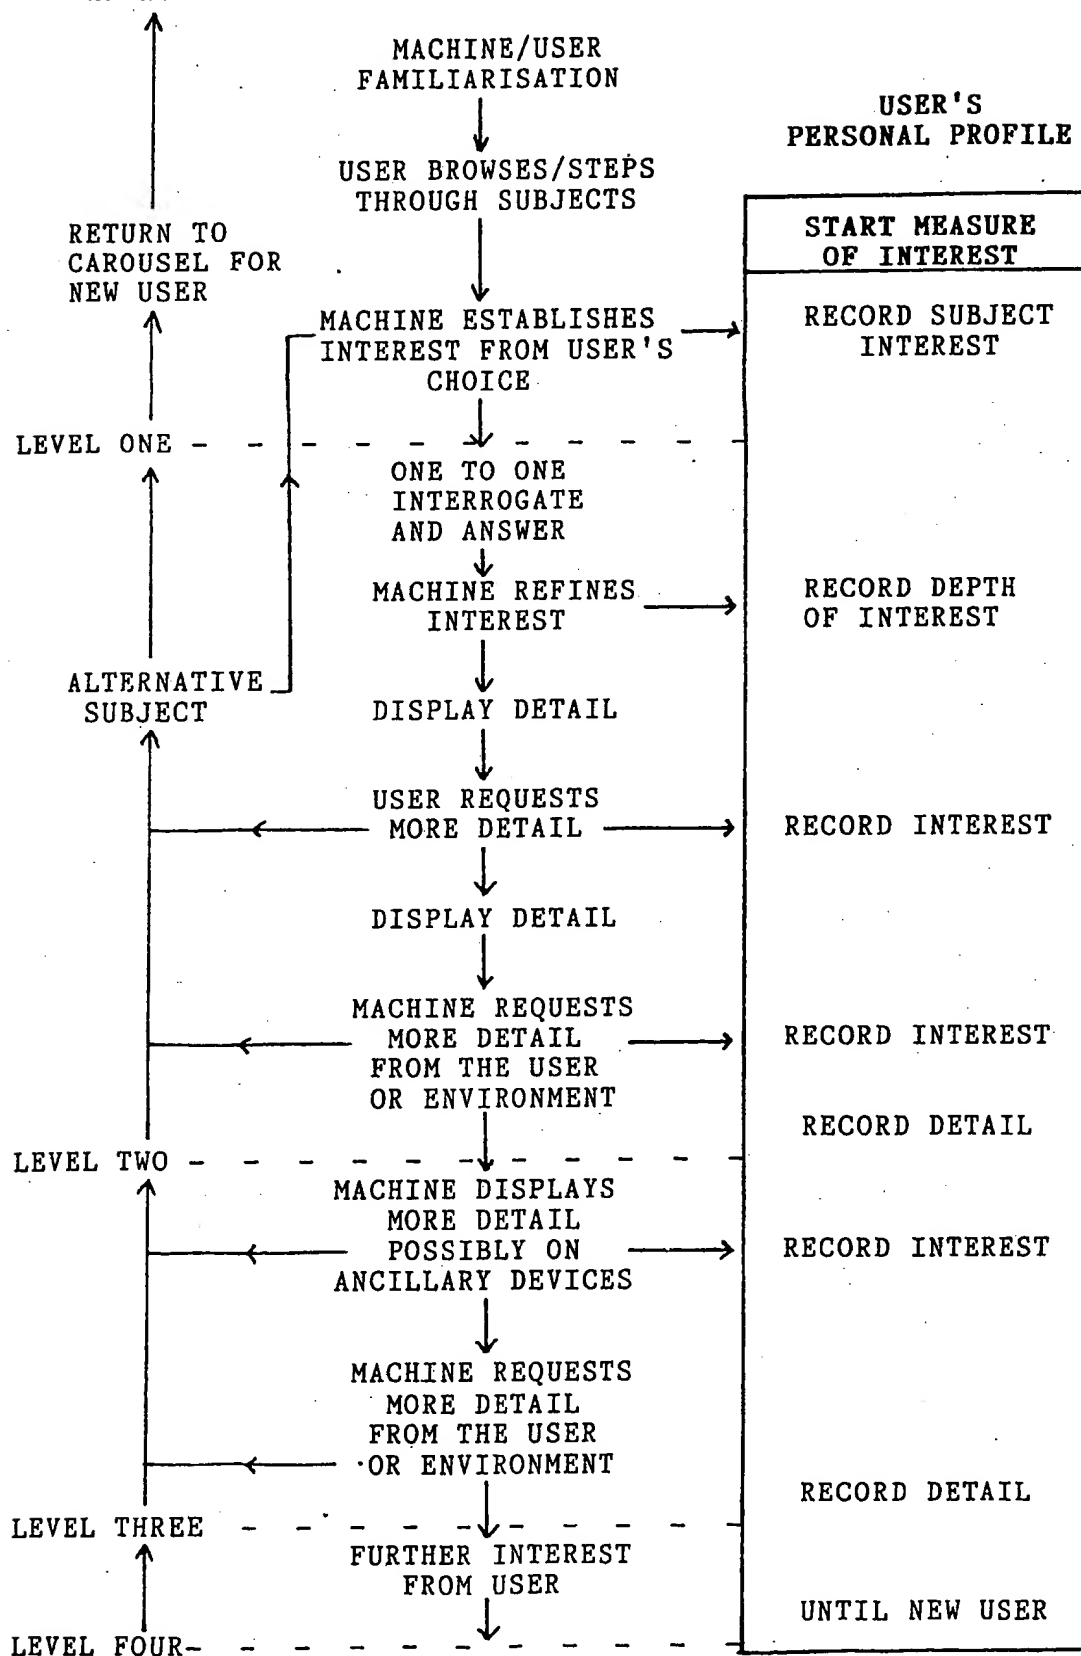 MACHINE/USER
FAMILIARISATION
USER'S
PERSONAL PROFILE
USER BROWSES/STEPS
THROUGH SUBJECTS
START MEASURE
OF INTEREST
RETURN TO
CAROUSEL FOR
NEW USER
MACHINE ESTABLISHES
INTEREST FROM USER'S
CHOICE
RECORD SUBJECT
INTEREST
LEVEL ONE
ONE TO ONE
INTERROGATE
AND ANSWER
MACHINE REFINES
INTEREST
RECORD DEPTH
OF INTEREST
ALTERNATIVE
SUBJECT
DISPLAY DETAIL
USER REQUESTS
MORE DETAIL
RECORD INTEREST
DISPLAY DETAIL
MACHINE REQUESTS
MORE DETAIL
FROM THE USER
OR ENVIRONMENT
RECORD INTEREST
RECORD DETAIL
LEVEL TWO
MACHINE DISPLAYS
MORE DETAIL
POSSIBLY ON
ANCILLARY DEVICES
RECORD INTEREST
MACHINE REQUESTS
MORE DETAIL
FROM THE USER
OR ENVIRONMENT
RECORD DETAIL
LEVEL THREE
FURTHER INTEREST
FROM USER
UNTIL NEW USER
LEVEL FOUR